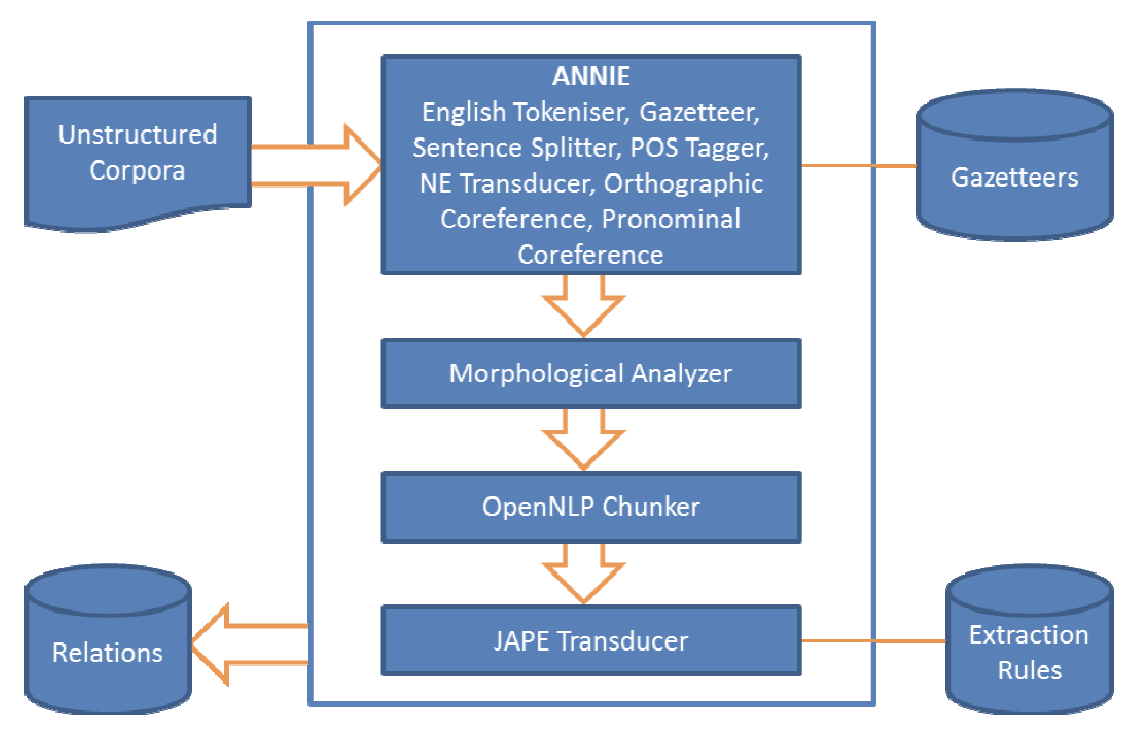 ANNIE
English Tokeniser, Gazetteer,
Sentence Splitter, POS Tagger,
NE Transducer, Orthographic
Coreference, Pronominal
Coreference
Unstructured
Corpora
Gazetteers
Morphological Analyzer
OpenNLP Chunker
JAPE Transducer
Relations
Extraction
Rules